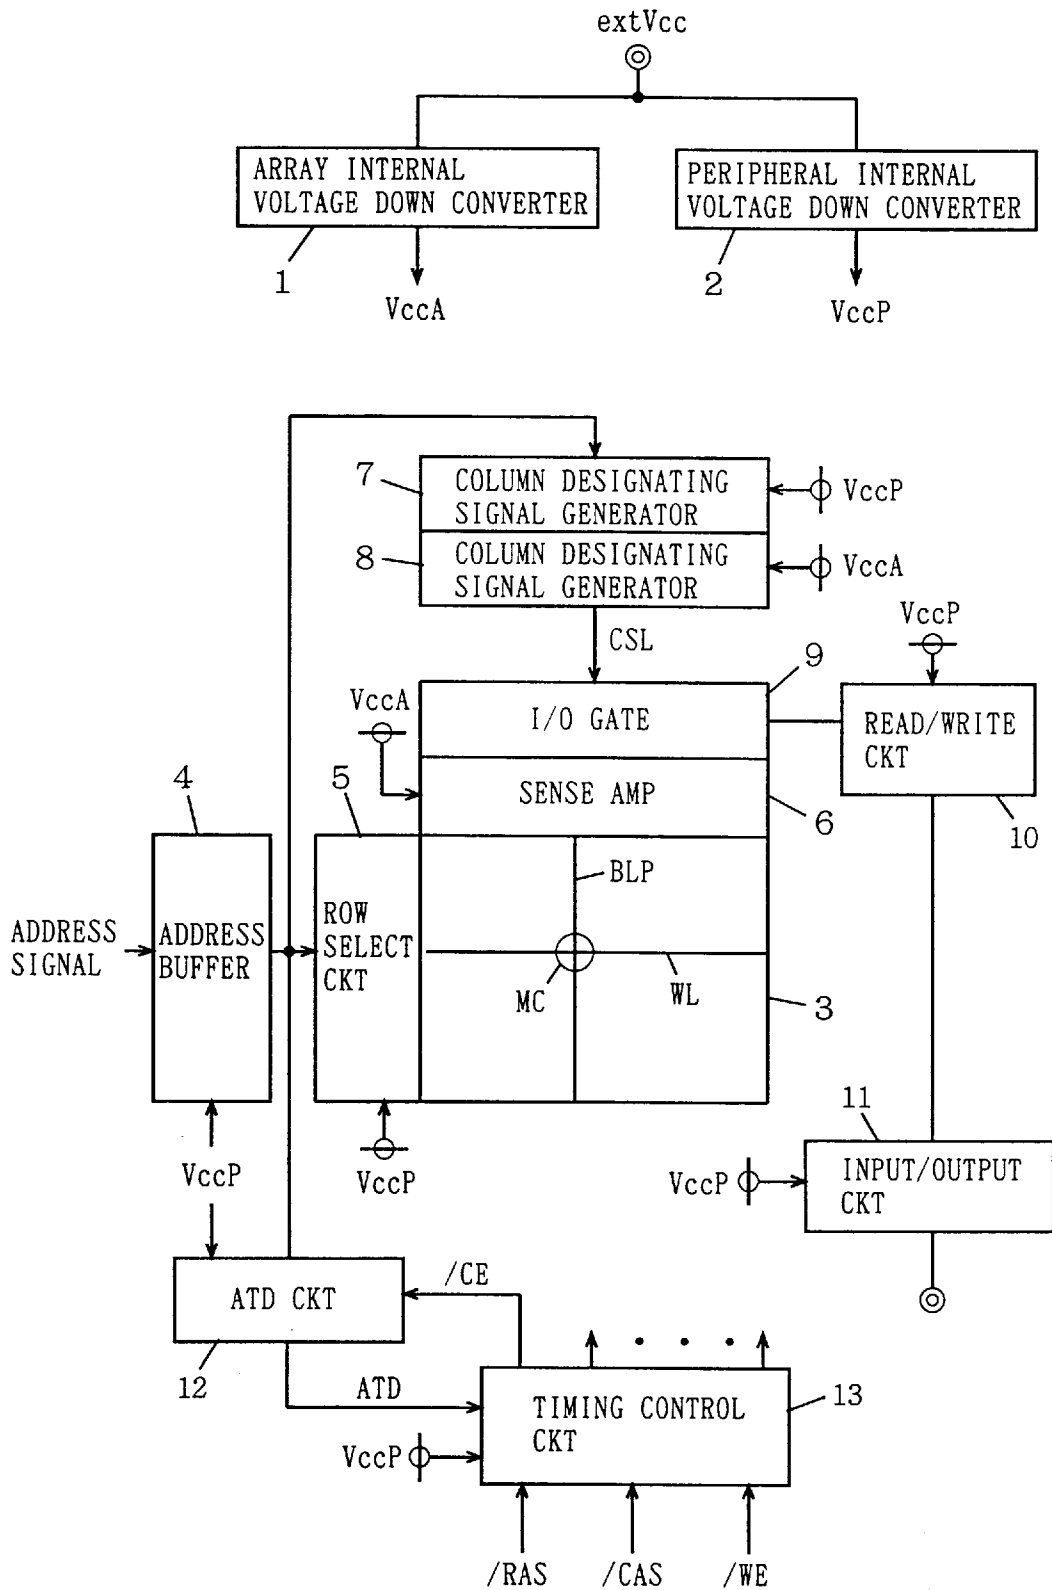 extVcc
ARRAY INTERNAL
VOLTAGE DOWN CONVERTER
PERIPHERAL INTERNAL
VOLTAGE DOWN CONVERTER
1
2
VccA
VccP
7
COLUMN DESIGNATING
SIGNAL GENERATOR
VccP
8
COLUMN DESIGNATING
SIGNAL GENERATOR
VccA
CSL
VccP
9
VccA
I/O GATE
READ/WRITE
CKT
4
5
SENSE AMP
6
10
BLP
ADDRESS
SIGNAL
ADDRESS
BUFFER
ROW
SELECT
CKT
MC
WL
3
11
VccP
VccP
VccP
INPUT/OUTPUT
CKT
/CE
ATD CKT
12
ATD
13
TIMING CONTROL
CKT
VccP
/RAS
/CAS
/WE